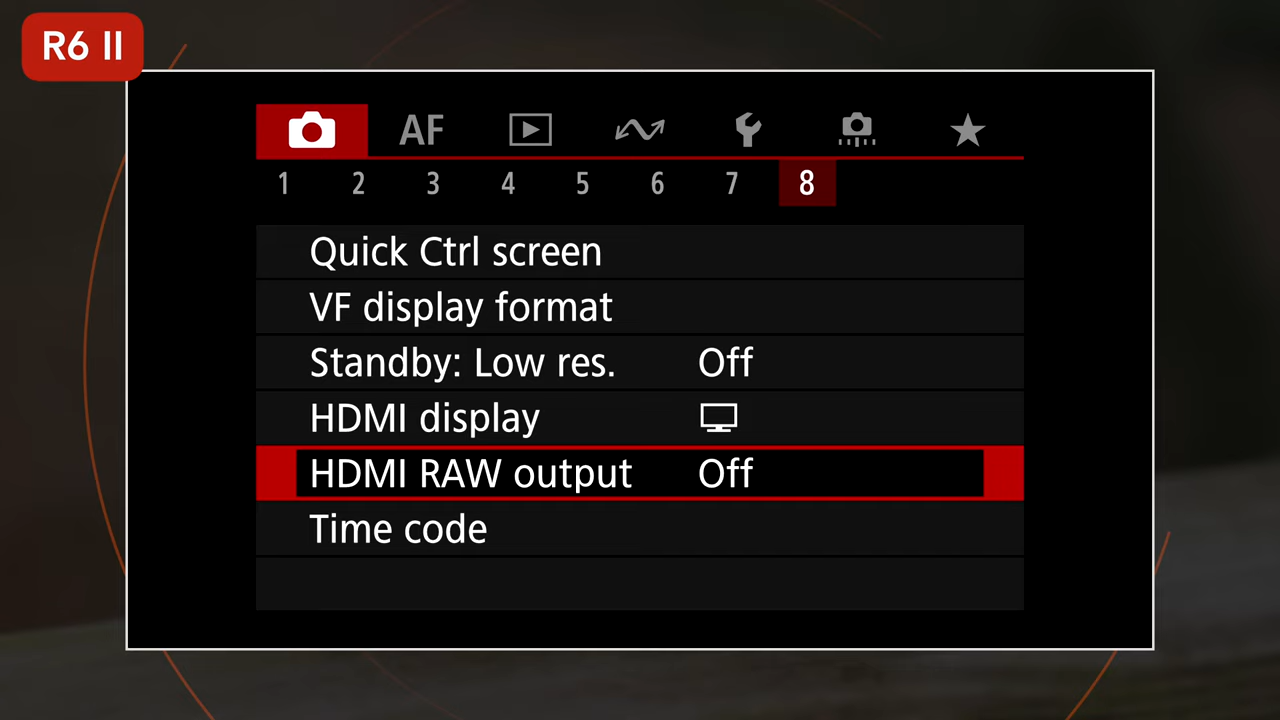 R6 II
AF
1 2 3 4 5 6 7 8
Quick Ctrl screen
VF display format
Standby: Low res. Off
HDMI display
HDMI RAW output Off
Time code